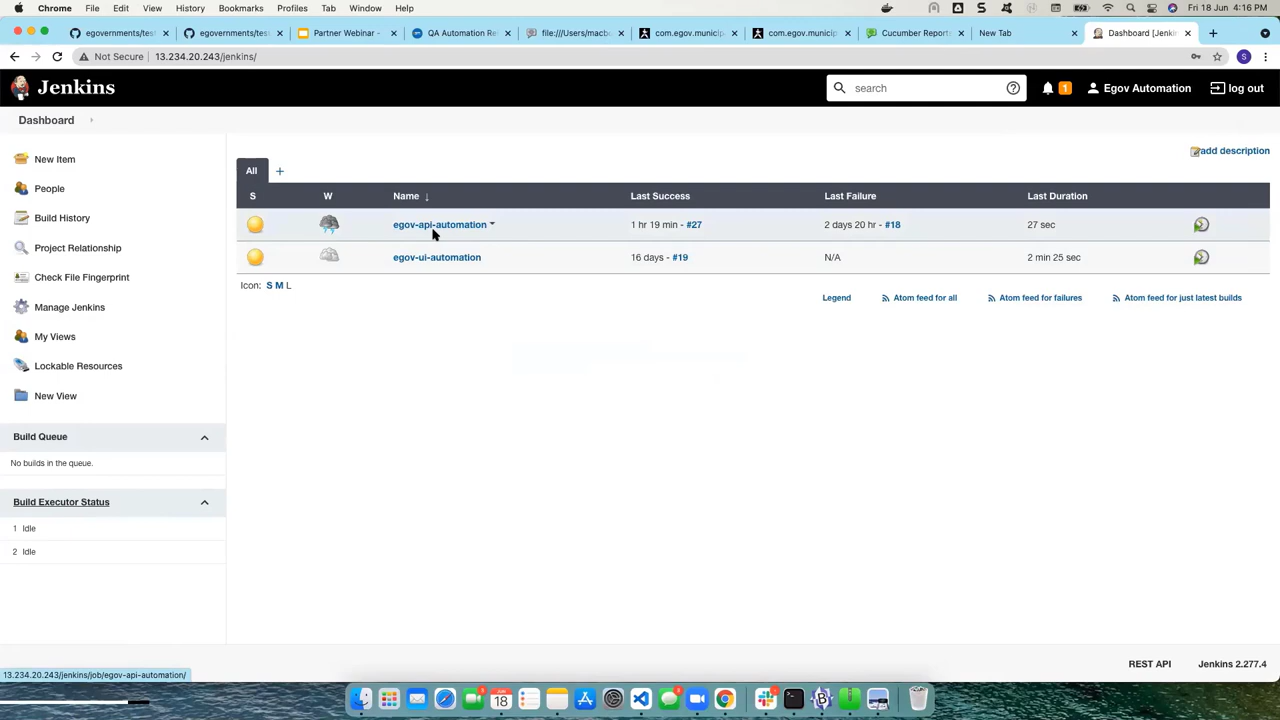 Chrome File Edit View History Bookmarks Profiles Tab Window Help Fri 18 Jun 4:16 PM
egovernments/tes egovernments/tes Partner Webinar - QA Automation Re file:///Users/macbo com.egov.municip com.egov.munici Cucumber Reports New Tab Dashboard [Jenki
Not Secure 13.234.20.243/jenkins/ S
Jenkins search 1 Egov Automation log out
Dashboard
add description
New Item
People
Build History
Project Relationship
Check File Fingerprint
Manage Jenkins
My Views
Lockable Resources
New View
Build Queue
No builds in the queue.
Build Executor Status
1 Idle
2 Idle
All +
S W Name ↓ Last Success Last Failure Last Duration
egov-api-automation 1 hr 19 min - #27 2 days 20 hr - #18 27 sec
egov-ui-automation 16 days - #19 N/A 2 min 25 sec
Icon: S M L
Legend Atom feed for all Atom feed for failures Atom feed for just latest builds
REST API Jenkins 2.277.4
13.234.20.243/jenkins/job/egov-api-automation/
18